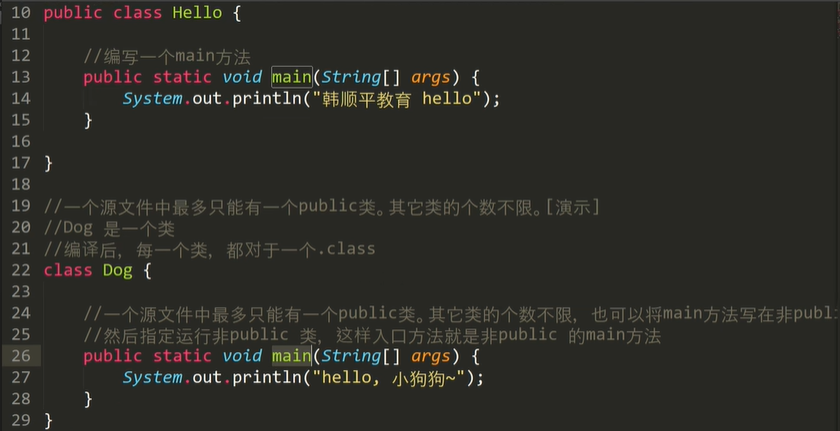 10 public class Hello {
11
12 //编写一个main方法
13 public static void main(String[] args) {
14 System.out.println("韩顺平教育 hello");
15 }
16
17 }
18
19 //一个源文件中最多只能有一个public类。其它类的个数不限。[演示]
20 //Dog 是一个类
21 //编译后，每一个类，都对于一个.class
22 class Dog {
23
24 //一个源文件中最多只能有一个public类。其它类的个数不限，也可以将main方法写在非publi
25 //然后指定运行非public 类，这样入口方法就是非public 的main方法
26 public static void main(String[] args) {
27 System.out.println("hello, 小狗狗~");
28 }
29 }